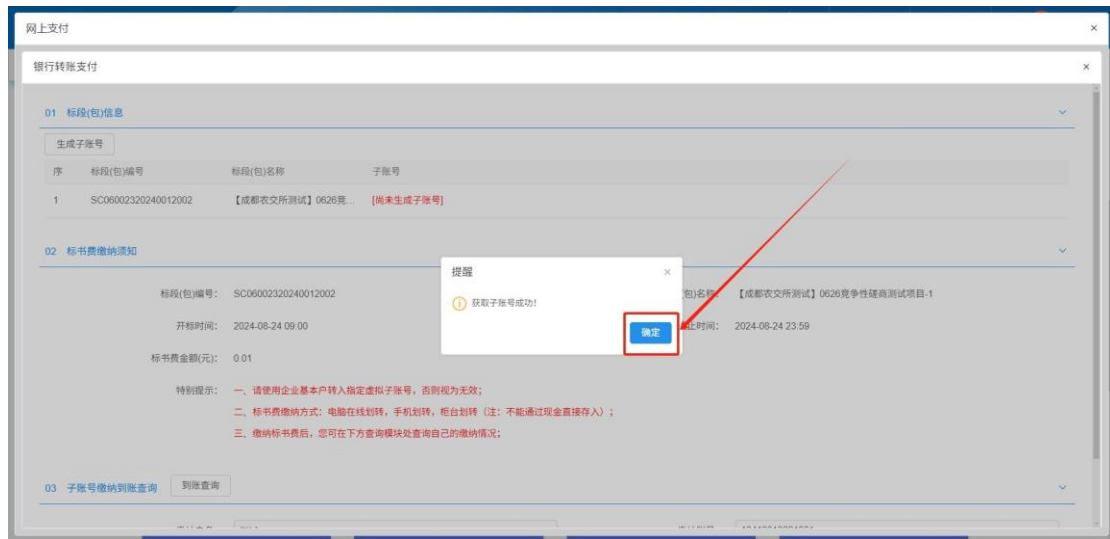 网上支付
×
银行转账支付
×
01 标段(包)信息
生成子账号
序 标段(包)编号 标段(包)名称 子账号
1 SC06002320240012002 【成都农交所测试】0626竞... [尚未生成子账号]
02 标书费缴纳须知
提醒 ×
获取子账号成功!
确定
标段(包)编号: SC06002320240012002 (包)名称: 【成都农交所测试】0626竞争性磋商测试项目-1
开标时间: 2024-08-24 09:00 止时间: 2024-08-24 23:59
标书费金额(元): 0.01
特别提示: 一、请使用企业基本户转入指定虚拟子账号，否则视为无效;
二、标书费缴纳方式：电脑在线划转，手机划转，柜台划转（注：不能通过现金直接存入）;
三、缴纳标书费后，您可在下方查询模块处查询自己的缴纳情况;
03 子账号缴纳到账查询 到账查询